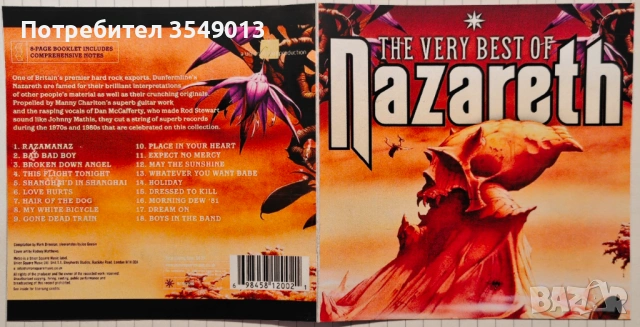 Потребител 3549013
8-PAGE BOOKLET INCLUDES
COMPREHENSIVE NOTES
One of Britain's premier hard rock exports, Dunfermline's
Nazareth are famed for their brilliant interpretations
of other people's material as well as their crunching originals.
Propelled by Manny Charlton's superb guitar work
and the rasping vocals of Dan McCafferty, who made Rod Stewart
sound like Johnny Mathis, they cut a string of superb records
during the 1970s and 1980s that are celebrated on this collection.
1. RAZAMANAZ
2. BAD BAD BOY
3. BROKEN DOWN ANGEL
4. THIS FLIGHT TONIGHT
5. SHANGHAI'D IN SHANGHAI
6. LOVE HURTS
7. HAIR OF THE DOG
8. MY WHITE BICYCLE
9. GONE DEAD TRAIN
10. PLACE IN YOUR HEART
11. EXPECT NO MERCY
12. MAY THE SUNSHINE
13. WHATEVER YOU WANT BABE
14. HOLIDAY
15. DRESSED TO KILL
16. MORNING DEW '81
17. DREAM ON
18. BOYS IN THE BAND
6 98458 12002 1
THE VERY BEST OF
Nazareth
BAZAR